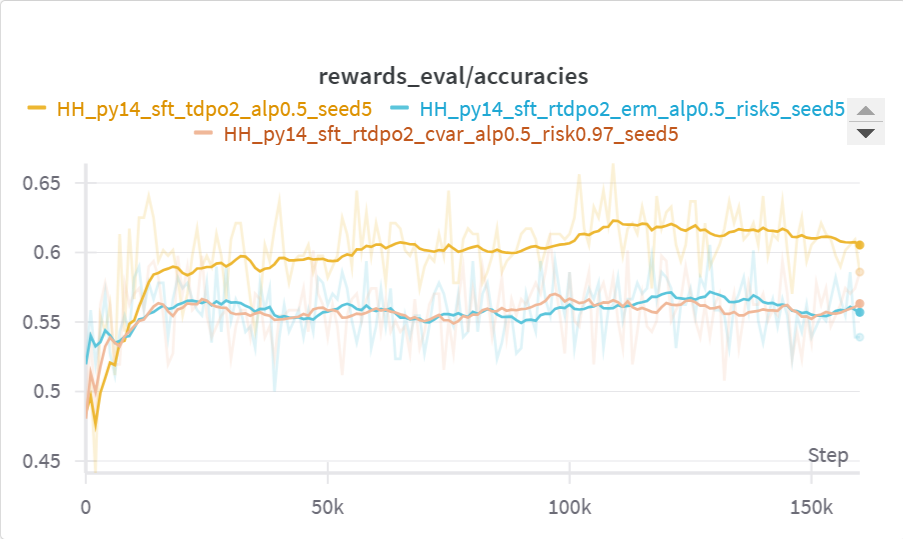 rewards_eval/accuracies
HH_py14_sft_tdpo2_alp0.5_seed5 HH_py14_sft_rtdpo2_erm_alp0.5_risk5_seed5
HH_py14_sft_rtdpo2_cvar_alp0.5_risk0.97_seed5
0.65
0.6
0.55
0.5
0.45
Step
0 50k 100k 150k